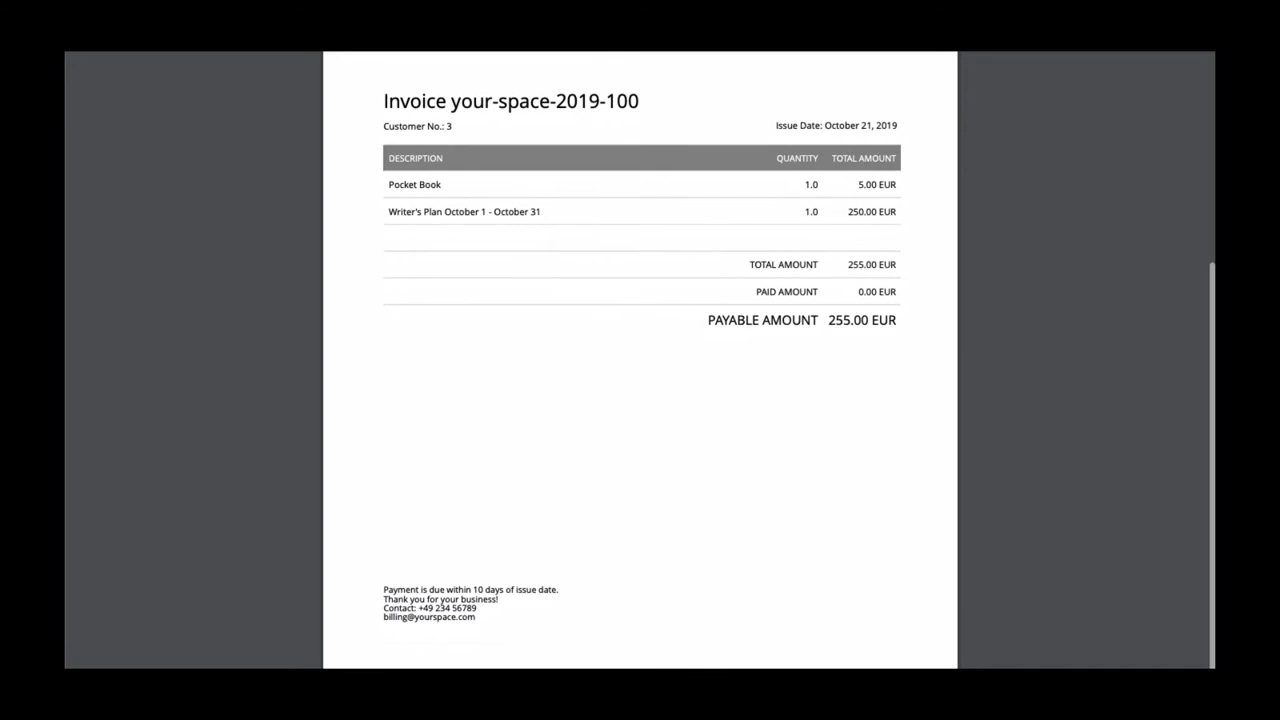 Invoice your-space-2019-100
Customer No.: 3 Issue Date: October 21, 2019
DESCRIPTION QUANTITY TOTAL AMOUNT
Pocket Book 1.0 5.00 EUR
Writer's Plan October 1 - October 31 1.0 250.00 EUR
TOTAL AMOUNT 255.00 EUR
PAID AMOUNT 0.00 EUR
PAYABLE AMOUNT 255.00 EUR
Payment is due within 10 days of issue date.
Thank you for your business!
Contact: +49 234 56789
billing@yourspace.com